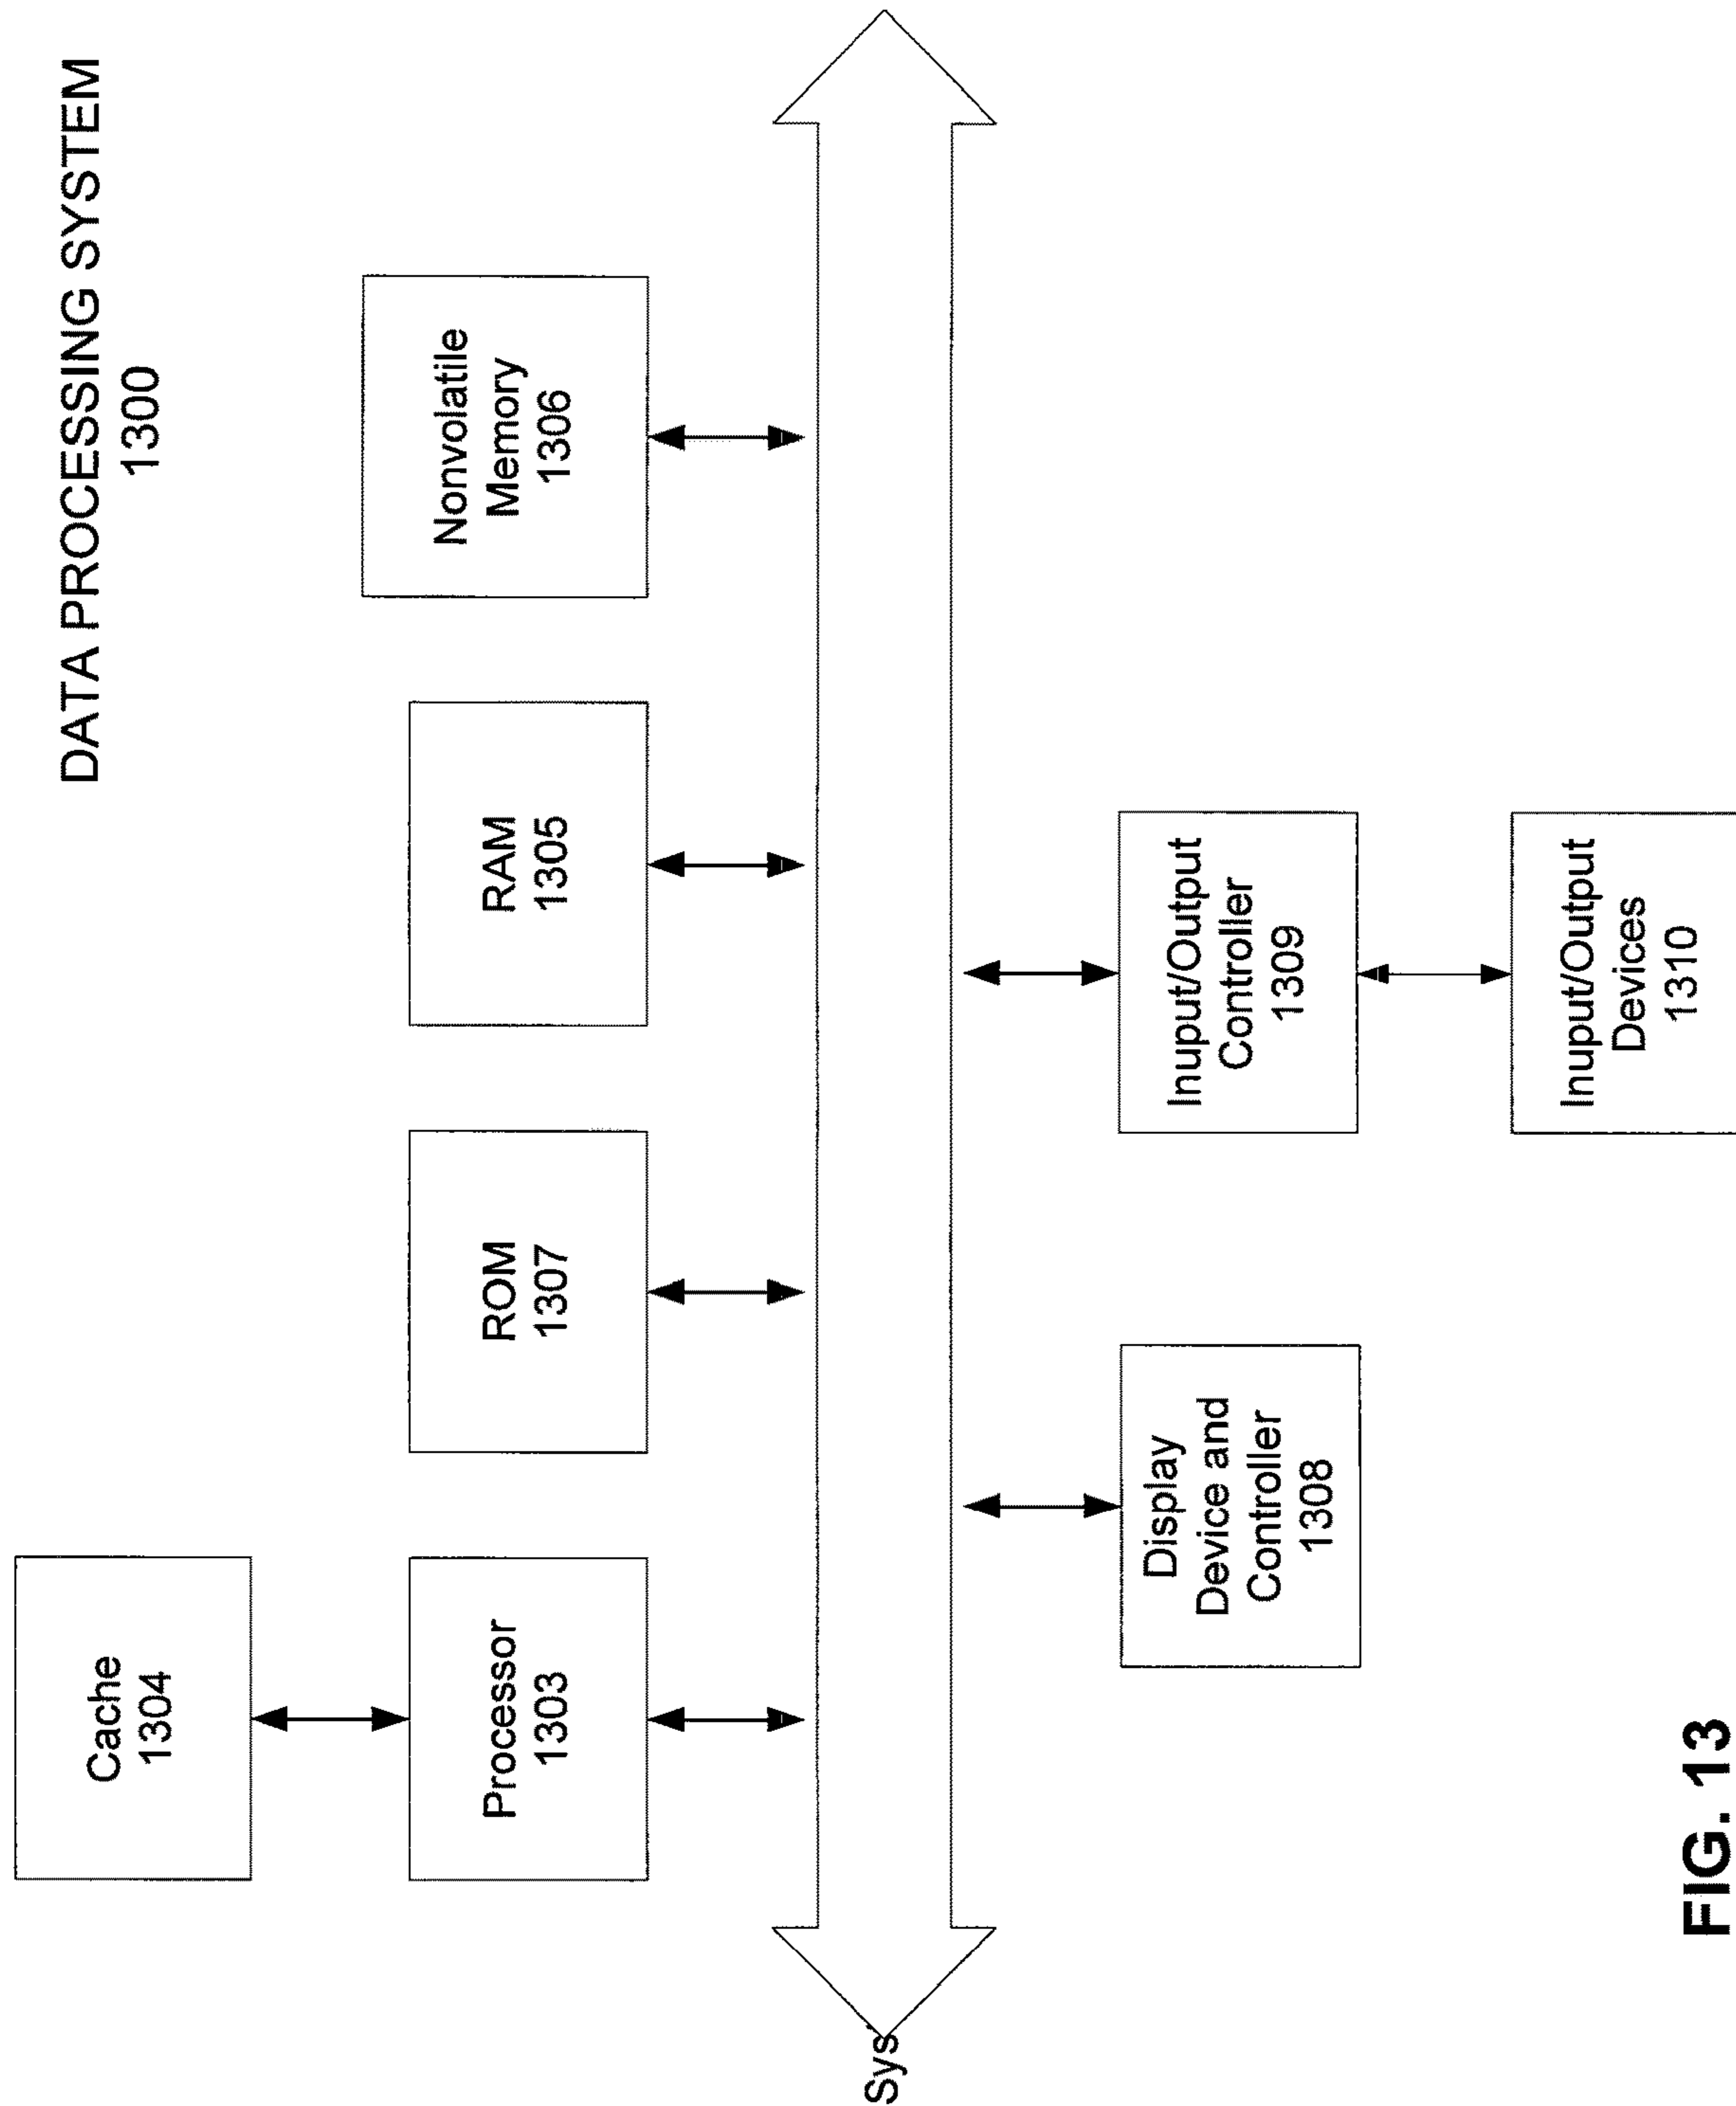 DATA PROCESSING SYSTEM
1300
Cache
1304
Processor
1303
ROM
1307
RAM
1305
Nonvolatile
Memory
1306
Sys
Display
Device and
Controller
1308
Inuput/Output
Controller
1309
Inuput/Output
Devices
1310
FIG. 13